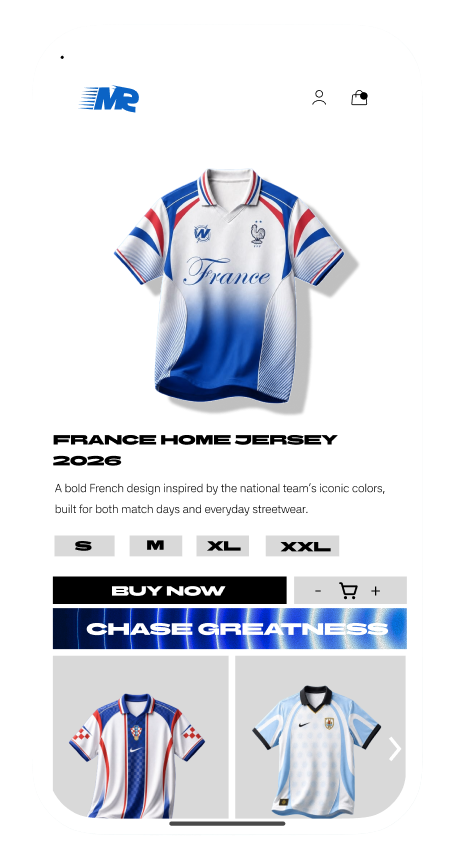 MR
W
France
FRANCE HOME JERSEY
2026
A bold French design inspired by the national team's iconic colors,
built for both match days and everyday streetwear.
S M XL XXL
BUY NOW - +
CHASE GREATNESS